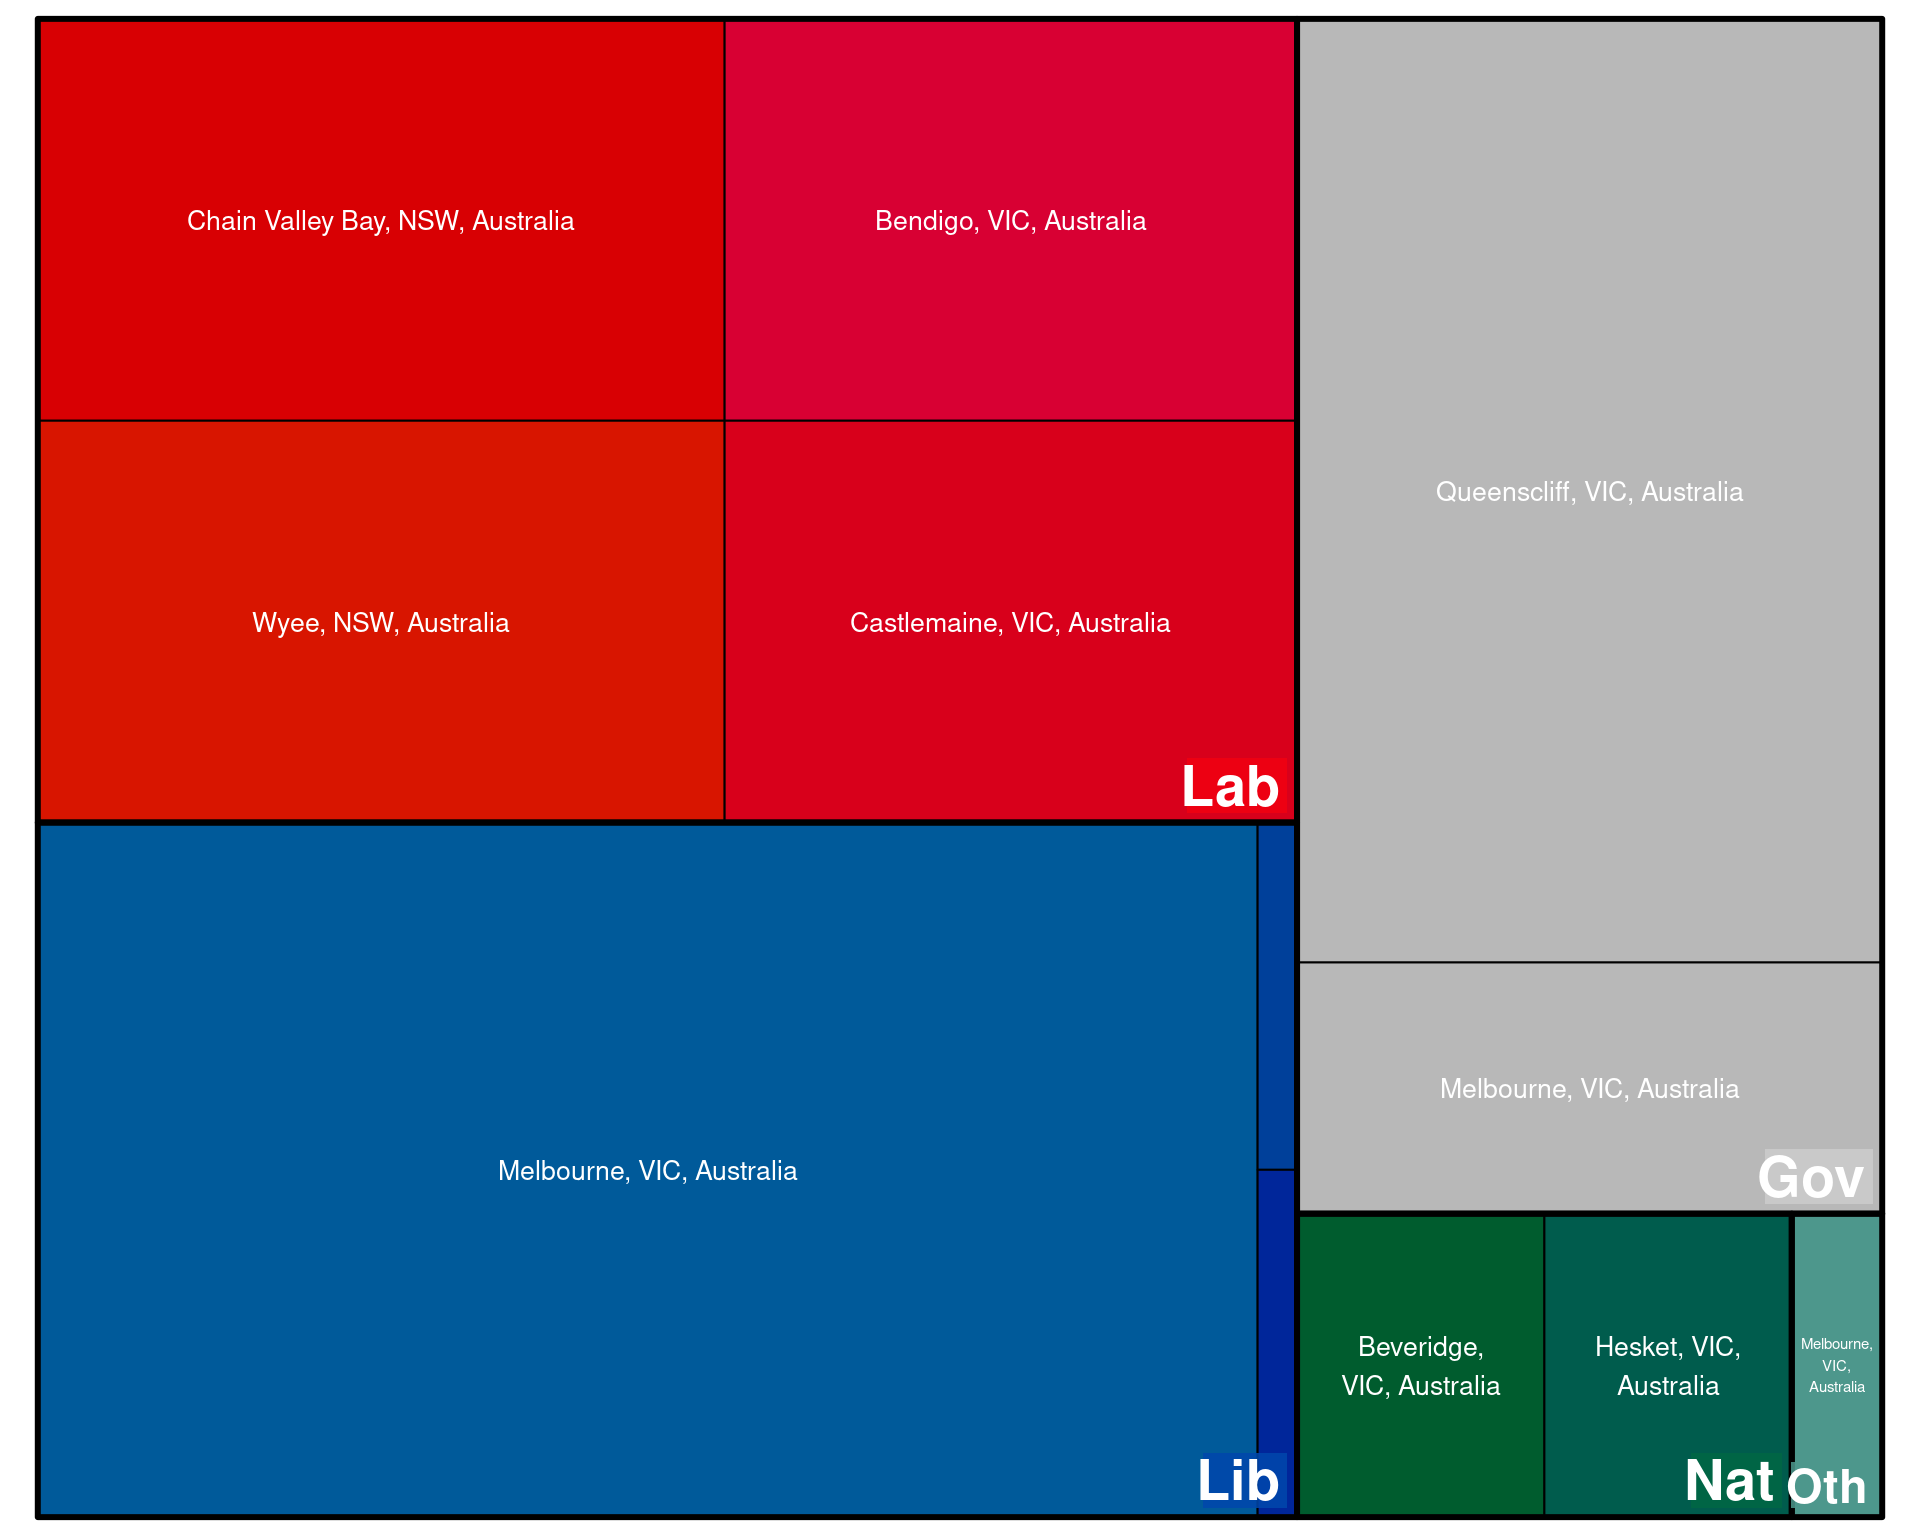 Chain Valley Bay, NSW, Australia
Bendigo, VIC, Australia
Wyee, NSW, Australia
Castlemaine, VIC, Australia
Lab
Melbourne, VIC, Australia
Lib
Queenscliff, VIC, Australia
Melbourne, VIC, Australia
Gov
Beveridge,
VIC, Australia
Hesket, VIC,
Australia
Nat
Melbourne,
VIC,
Australia
Oth